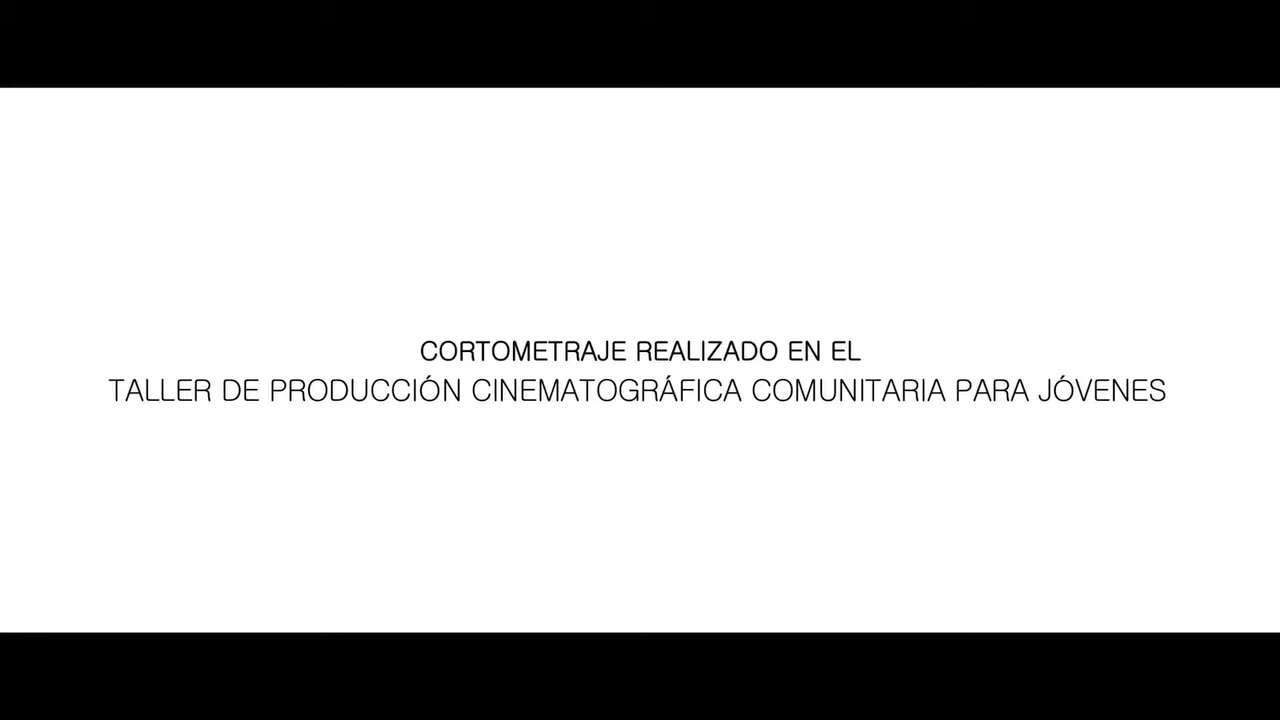 CORTOMETRAJE REALIZADO EN EL
TALLER DE PRODUCCIÓN CINEMATOGRÁFICA COMUNITARIA PARA JÓVENES